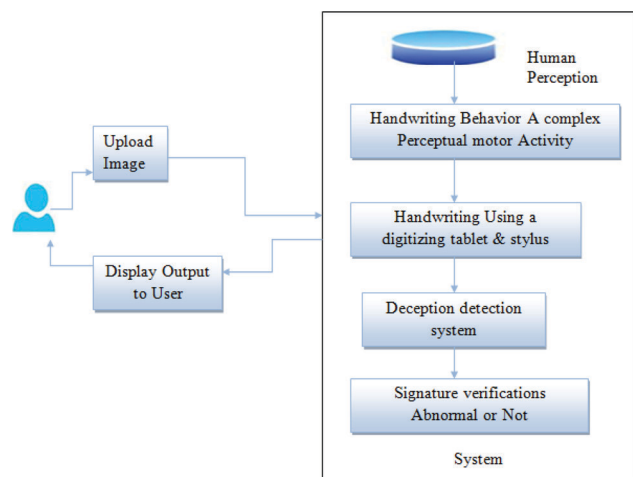 Upload
Image
Display Output
to User
Human
Perception
Handwriting Behavior A complex
Perceptual motor Activity
Handwriting Using a
digitizing tablet & stylus
Deception detection
system
Signature verifications
Abnormal or Not
System